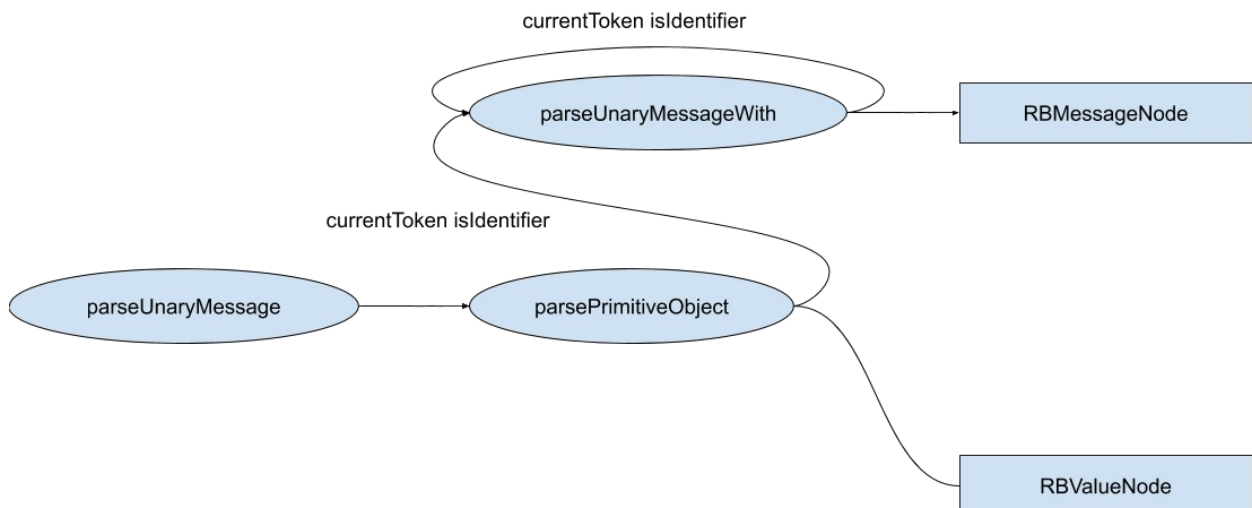 currentToken isIdentifier
parseUnaryMessageWith
RBMessageNode
currentToken isIdentifier
parseUnaryMessage
parsePrimitiveObject
RBValueNode